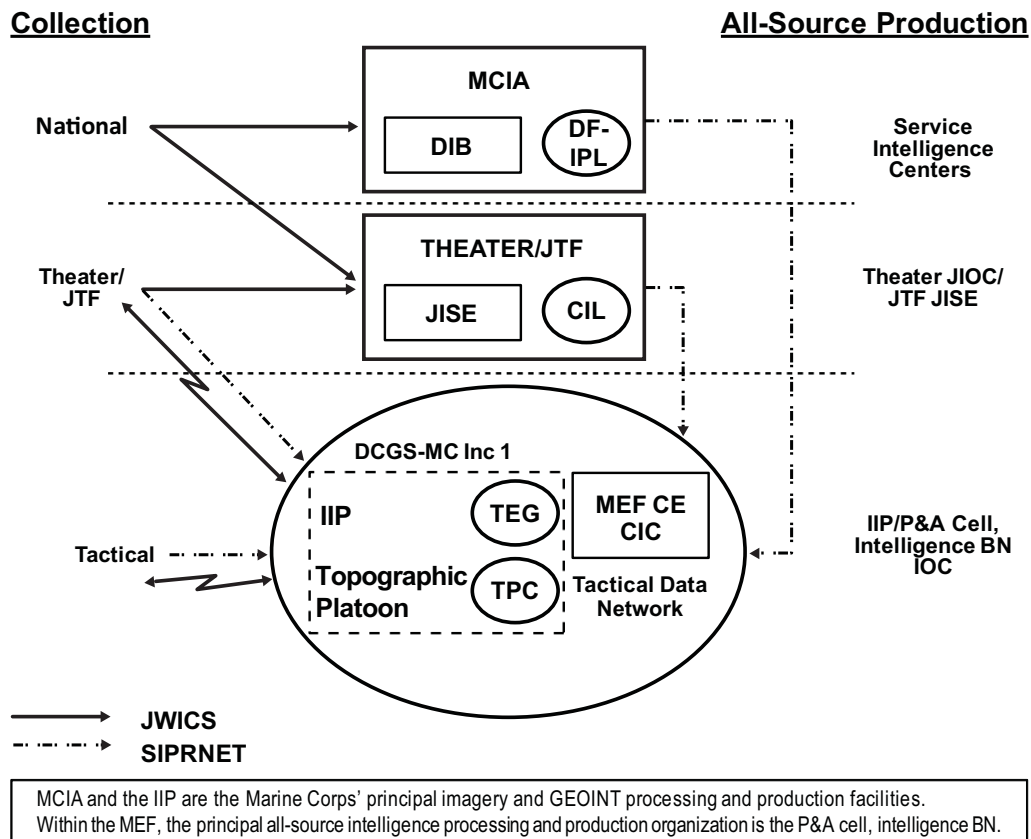 Collection
All-Source Production
MCIA
National
DIB
DF-
IPL
Service
Intelligence
Centers
THEATER/JTF
Theater/
JTF
JISE
CIL
Theater JIOC/
JTF JISE
DCGS-MC Inc 1
IIP
TEG
MEF CE
CIC
Tactical
Topographic
Platoon
TPC
Tactical Data
Network
IIP/P&A Cell,
Intelligence BN
IOC
JWICS
SIPRNET
MCIA and the IIP are the Marine Corps' principal imagery and GEOINT processing and production facilities.
Within the MEF, the principal all-source intelligence processing and production organization is the P&A cell, intelligence BN.